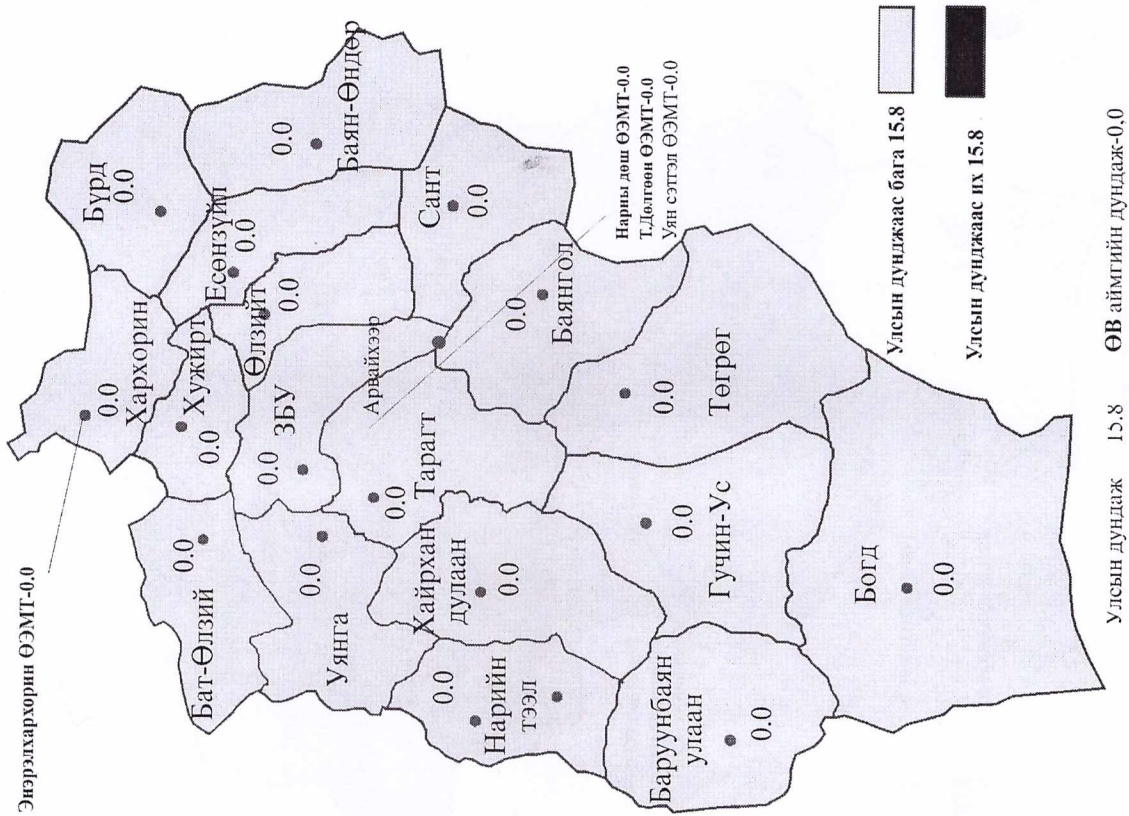 Энэрэлхархорин ӨЭМТ-0.0
Бат-Өлзий
0.0
Хархорин
0.0
Бүрд
0.0
Хужирт
0.0
Есөнзүйл
0.0
Баян-Өндөр
0.0
Уянга
0.0
ЗБУ
0.0
Өлзийт
0.0
Арвайхээр
Сант
0.0
Нарийн
тээл
0.0
Хайрхан
дулаан
0.0
Тарагт
0.0
Баянгол
0.0
Нарны дөш ӨЭМТ-0.0
Т.Дөлгөөн ӨЭМТ-0.0
Уян сэтгэл ӨЭМТ-0.0
Баруунбаян
улаан
0.0
Гучин-Ус
0.0
Төгрөг
0.0
Богд
0.0
Улсын дунджаас бага 15.8
Улсын дунджаас их 15.8
Улсын дундаж 15.8 ӨВ аймгийн дундаж-0,0